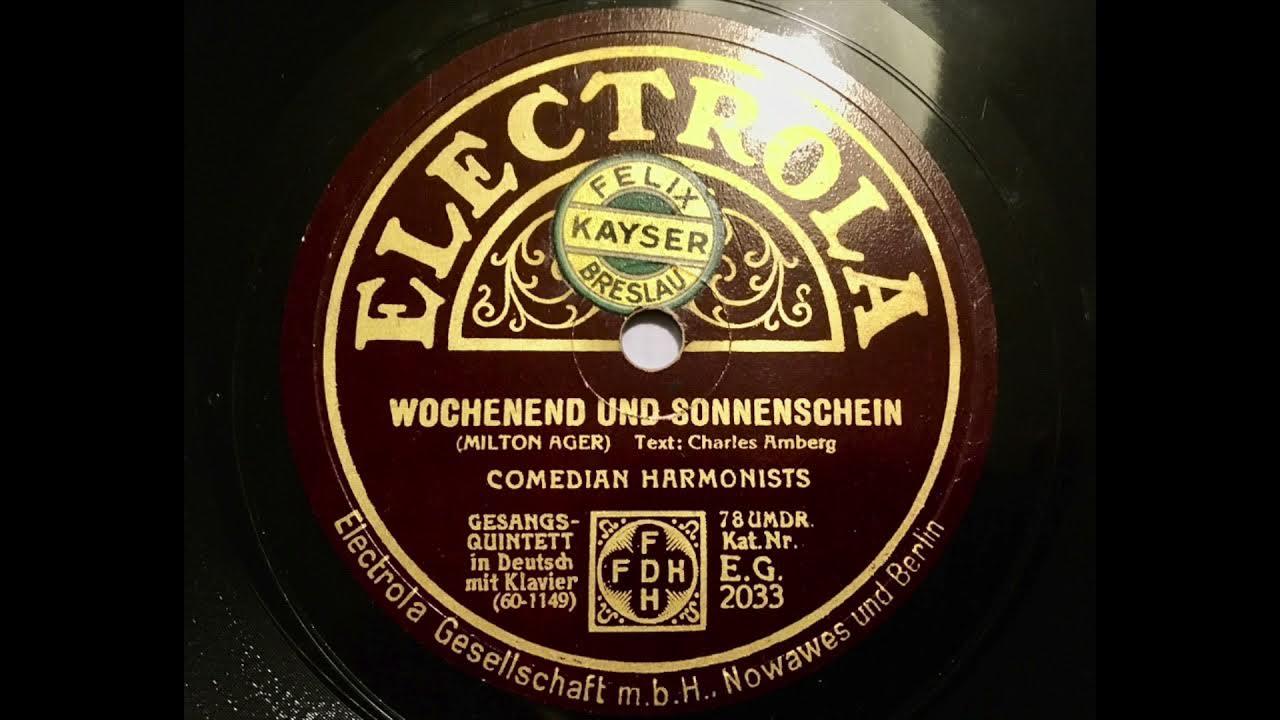 ELECTROLA
FELIX
KAYSER
BRESLAU
WOCHENEND UND SONNENSCHEIN
(MILTON AGER) Text: Charles Amberg
COMEDIAN HARMONISTS
GESANGS-
QUINTETT
in Deutsch
mit Klavier
(60-1149)
F
FDH
H
78 UMDR.
Kat. Nr.
E.G.
2033
Electrola Gesellschaft m.b.H., Nowawes und Berlin